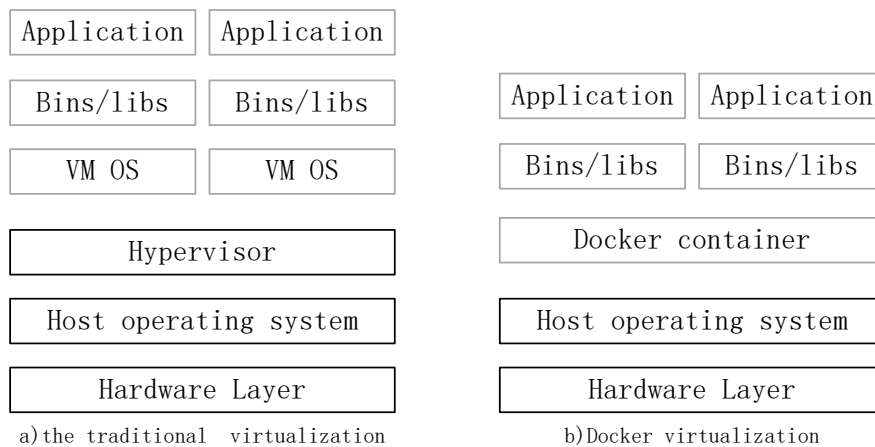 Application Application
Bins/libs Bins/libs
VM OS VM OS
Hypervisor
Host operating system
Hardware Layer
a)the traditional virtualization
Application Application
Bins/libs Bins/libs
Docker container
Host operating system
Hardware Layer
b)Docker virtualization